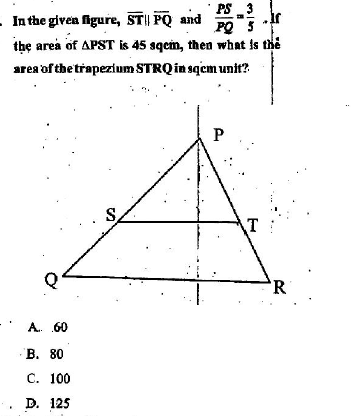 In the given figure, ST || PQ and PS/PQ = 3/5 . If
the area of ΔPST is 45 sqcm, then what is the
area of the trapezium STRQ in sqcm unit?
P
S
T
Q
R
A. 60
B. 80
C. 100
D. 125